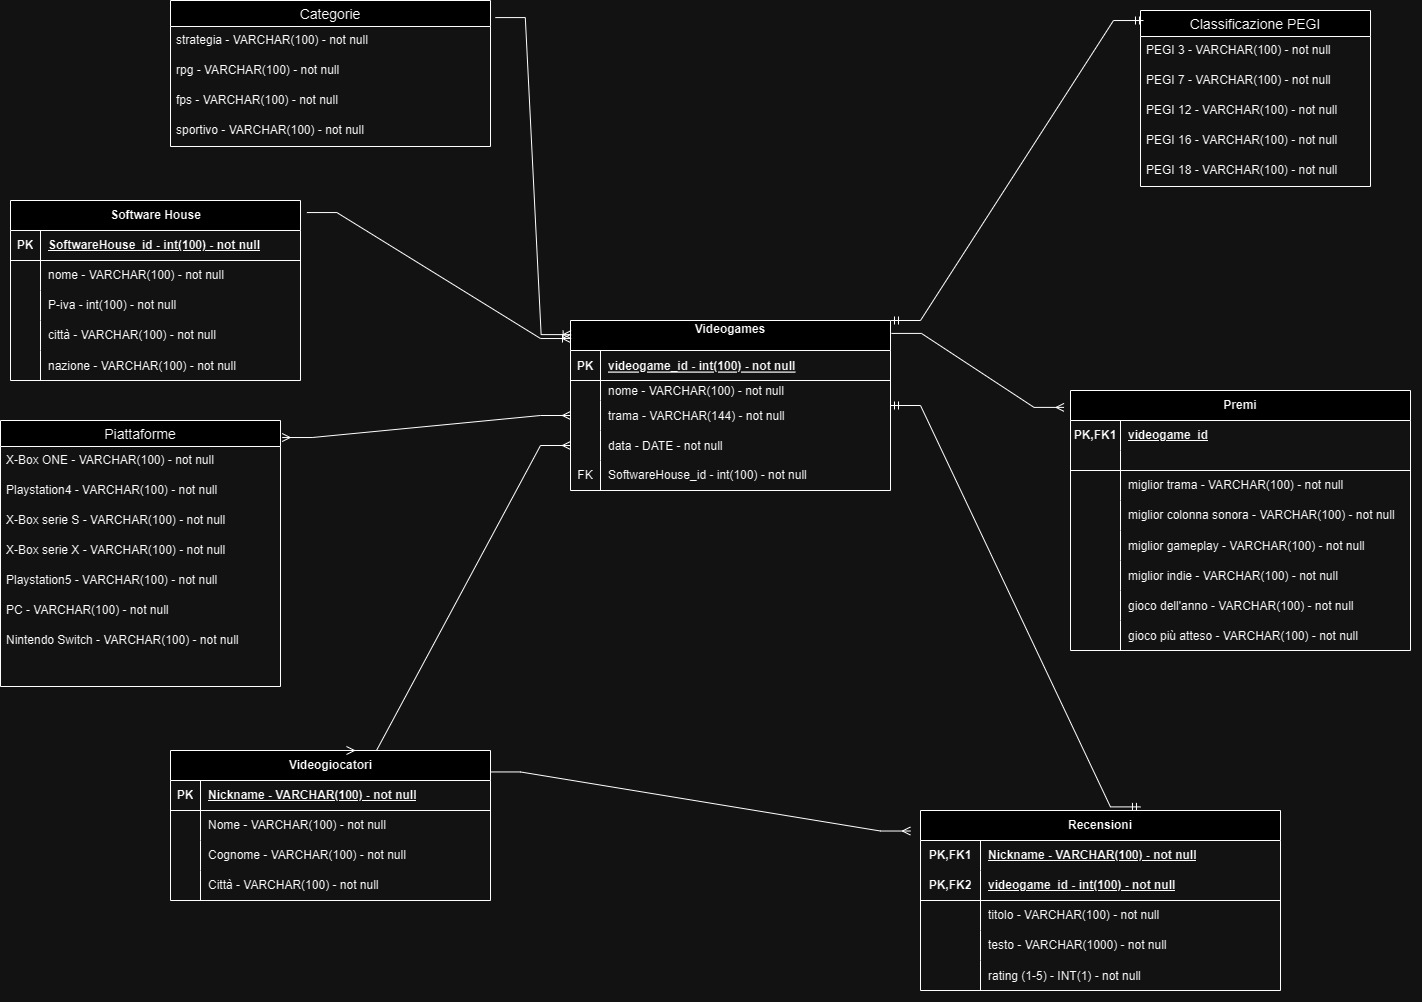 Categorie
strategia - VARCHAR(100) - not null
rpg - VARCHAR(100) - not null
fps - VARCHAR(100) - not null
sportivo - VARCHAR(100) - not null
Classificazione PEGI
PEGI 3 - VARCHAR(100) - not null
PEGI 7 - VARCHAR(100) - not null
PEGI 12 - VARCHAR(100) - not null
PEGI 16 - VARCHAR(100) - not null
PEGI 18 - VARCHAR(100) - not null
Software House
PK SoftwareHouse_id - int(100) - not null
nome - VARCHAR(100) - not null
P-iva - int(100) - not null
città - VARCHAR(100) - not null
nazione - VARCHAR(100) - not null
Videogames
PK videogame_id - int(100) - not null
nome - VARCHAR(100) - not null
trama - VARCHAR(144) - not null
data - DATE - not null
FK SoftwareHouse_id - int(100) - not null
Premi
PK,FK1 videogame_id
miglior trama - VARCHAR(100) - not null
miglior colonna sonora - VARCHAR(100) - not null
miglior gameplay - VARCHAR(100) - not null
miglior indie - VARCHAR(100) - not null
gioco dell'anno - VARCHAR(100) - not null
gioco più atteso - VARCHAR(100) - not null
Piattaforme
X-Box ONE - VARCHAR(100) - not null
Playstation4 - VARCHAR(100) - not null
X-Box serie S - VARCHAR(100) - not null
X-Box serie X - VARCHAR(100) - not null
Playstation5 - VARCHAR(100) - not null
PC - VARCHAR(100) - not null
Nintendo Switch - VARCHAR(100) - not null
Videogiocatori
PK Nickname - VARCHAR(100) - not null
Nome - VARCHAR(100) - not null
Cognome - VARCHAR(100) - not null
Città - VARCHAR(100) - not null
Recensioni
PK,FK1 Nickname - VARCHAR(100) - not null
PK,FK2 videogame_id - int(100) - not null
titolo - VARCHAR(100) - not null
testo - VARCHAR(1000) - not null
rating (1-5) - INT(1) - not null